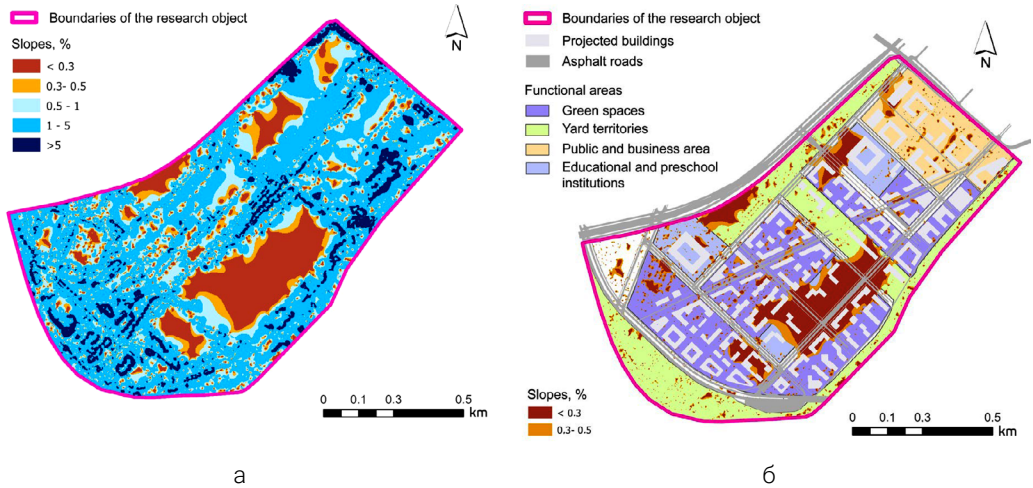 Boundaries of the research object
Slopes, %
< 0.3
0.3- 0.5
0.5 - 1
1 - 5
>5
N
0 0.1 0.3 0.5
km
а
Boundaries of the research object
Projected buildings
Asphalt roads
Functional areas
Green spaces
Yard territories
Public and business area
Educational and preschool
institutions
N
Slopes, %
< 0.3
0.3- 0.5
0 0.1 0.3 0.5
km
б